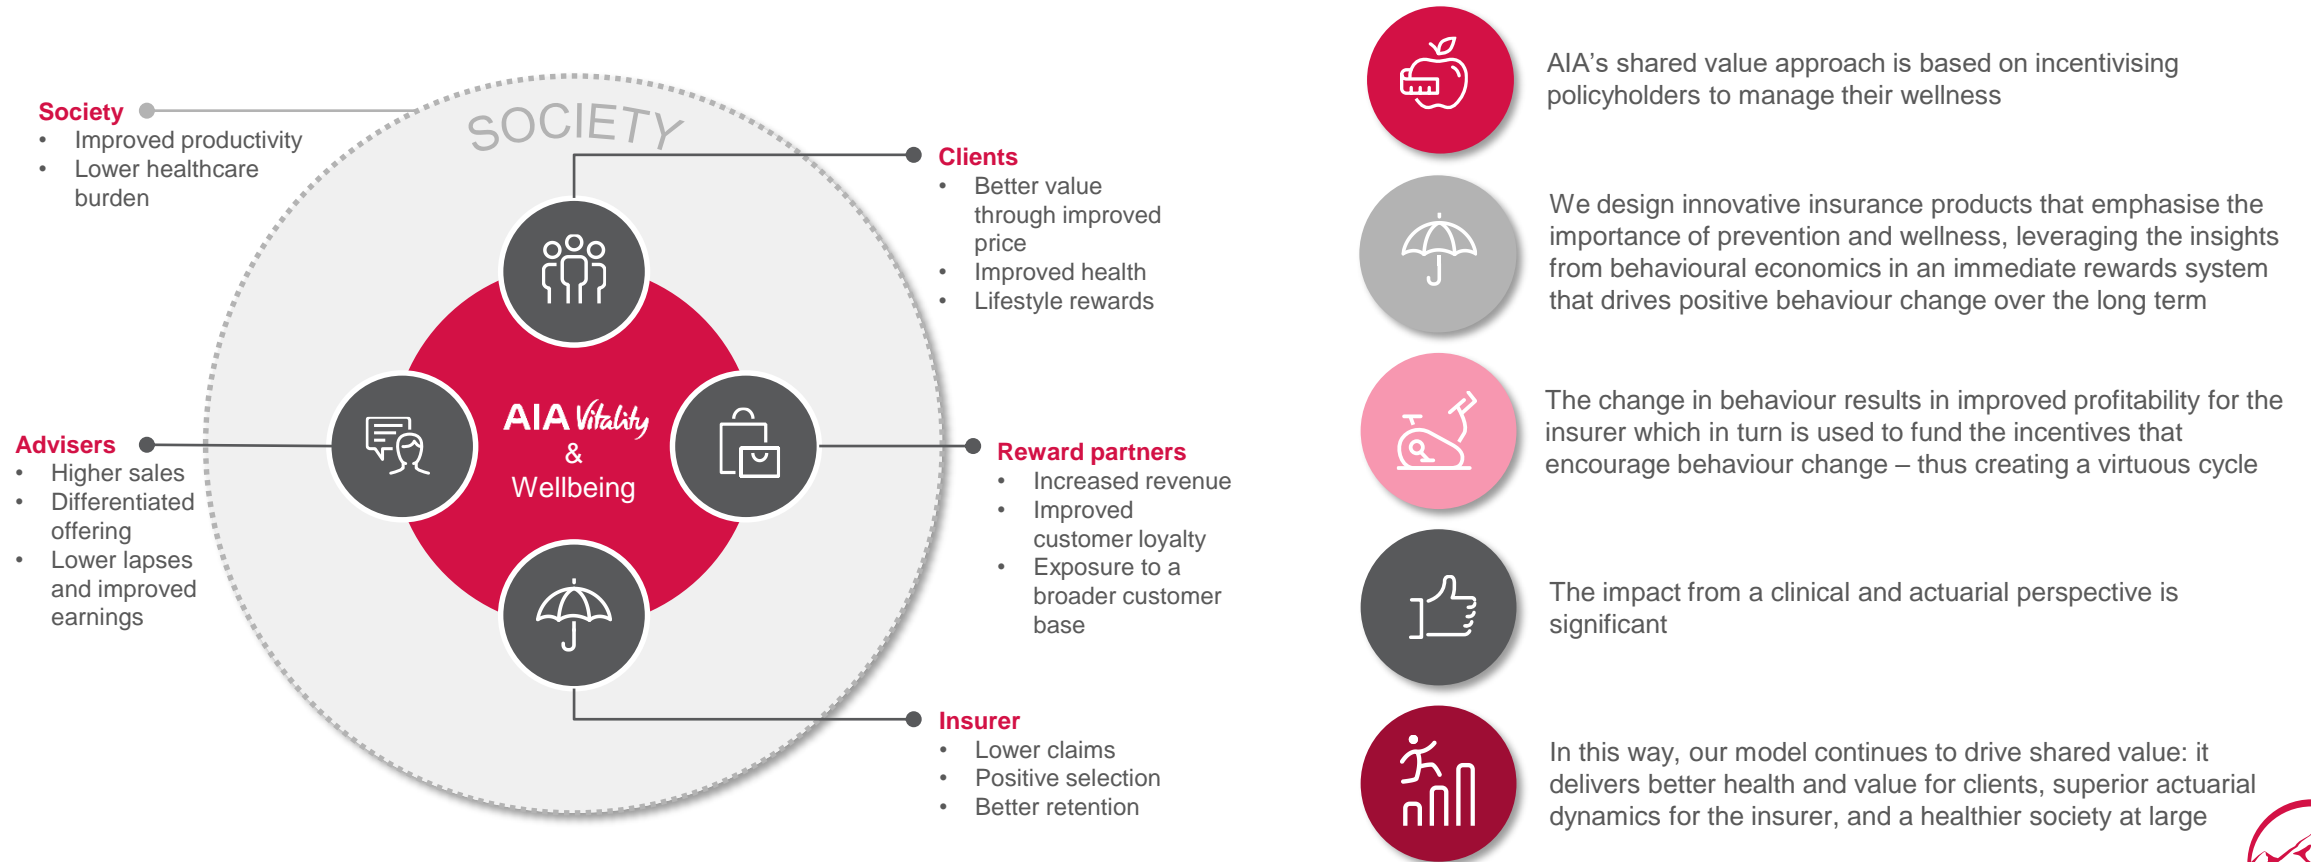 Society
• Improved productivity
• Lower healthcare
burden
SOCIETY
Clients
• Better value
through improved
price
• Improved health
• Lifestyle rewards
Advisers
• Higher sales
• Differentiated
offering
• Lower lapses
and improved
earnings
AIA Vitality
&
Wellbeing
Reward partners
• Increased revenue
• Improved
customer loyalty
• Exposure to a
broader customer
base
Insurer
• Lower claims
• Positive selection
• Better retention
AIA's shared value approach is based on incentivising
policyholders to manage their wellness
We design innovative insurance products that emphasise the
importance of prevention and wellness, leveraging the insights
from behavioural economics in an immediate rewards system
that drives positive behaviour change over the long term
The change in behaviour results in improved profitability for the
insurer which in turn is used to fund the incentives that
encourage behaviour change – thus creating a virtuous cycle
The impact from a clinical and actuarial perspective is
significant
In this way, our model continues to drive shared value: it
delivers better health and value for clients, superior actuarial
dynamics for the insurer, and a healthier society at large